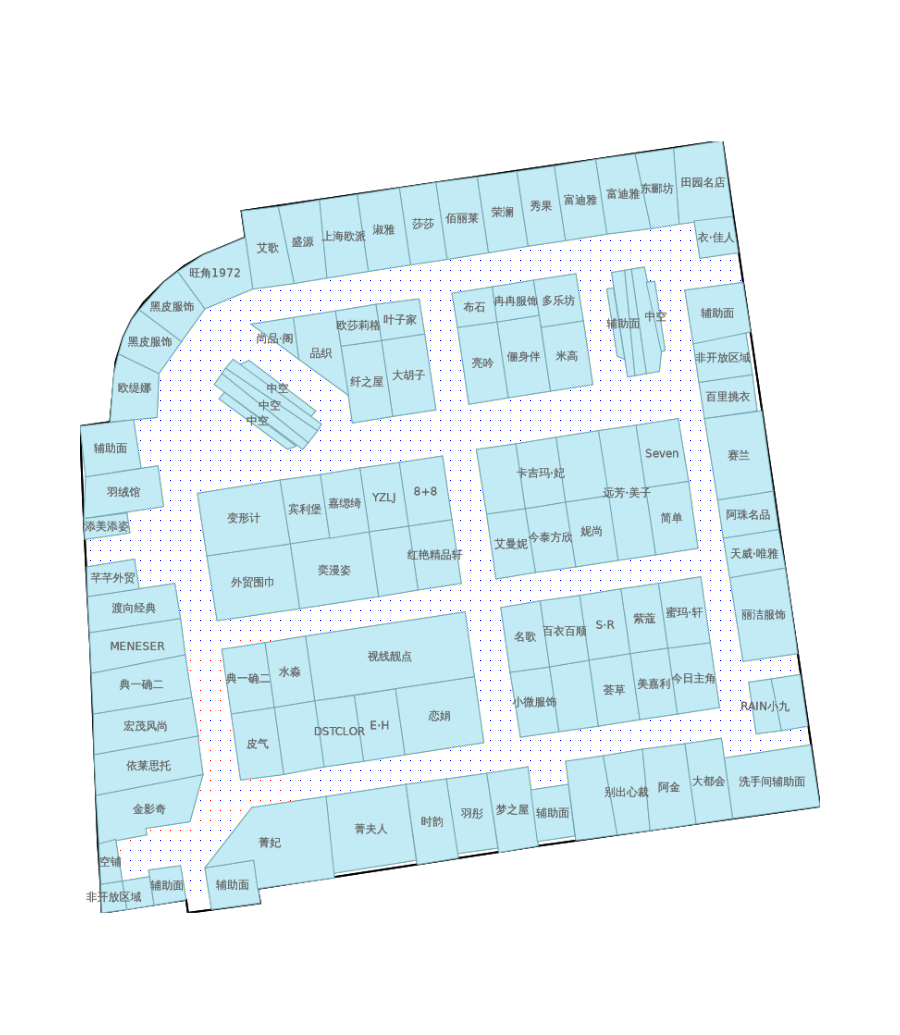 田园名店
东郦坊
富迪雅
富迪雅
秀果
荣澜
佰丽莱
莎莎
淑雅
上海欧派
盛源
艾歌
衣·佳人
旺角1972
黑皮服饰
黑皮服饰
欧缇娜
尚品·阁
品织
欧莎莉格
叶子家
纤之屋
大胡子
布石
冉冉服饰
多乐坊
亮吟
俪身伴
米高
辅助面
中空
辅助面
非开放区域
百里挑衣
中空
中空
中空
辅助面
羽绒馆
添美添姿
变形计
宾利堡
嘉缌绮
YZLJ
8+8
外贸围巾
奕漫姿
红艳精品轩
卡吉玛·妃
远芳·美子
Seven
艾曼妮
今泰方欣
妮尚
简单
赛兰
阿珠名品
天威·唯雅
丽洁服饰
芊芊外贸
渡向经典
MENESER
典一确二
宏茂风尚
依莱思托
金影奇
典一确二
水淼
视线靓点
皮气
DSTCLOR
E·H
恋娟
名歌
百衣百顺
S·R
紫蔻
蜜玛·轩
小微服饰
荟草
美嘉利
今日主角
RAIN小九
空铺
非开放区域
辅助面
辅助面
菁妃
菁夫人
时韵
羽彤
梦之屋
辅助面
别出心裁
阿金
大都会
洗手间辅助面